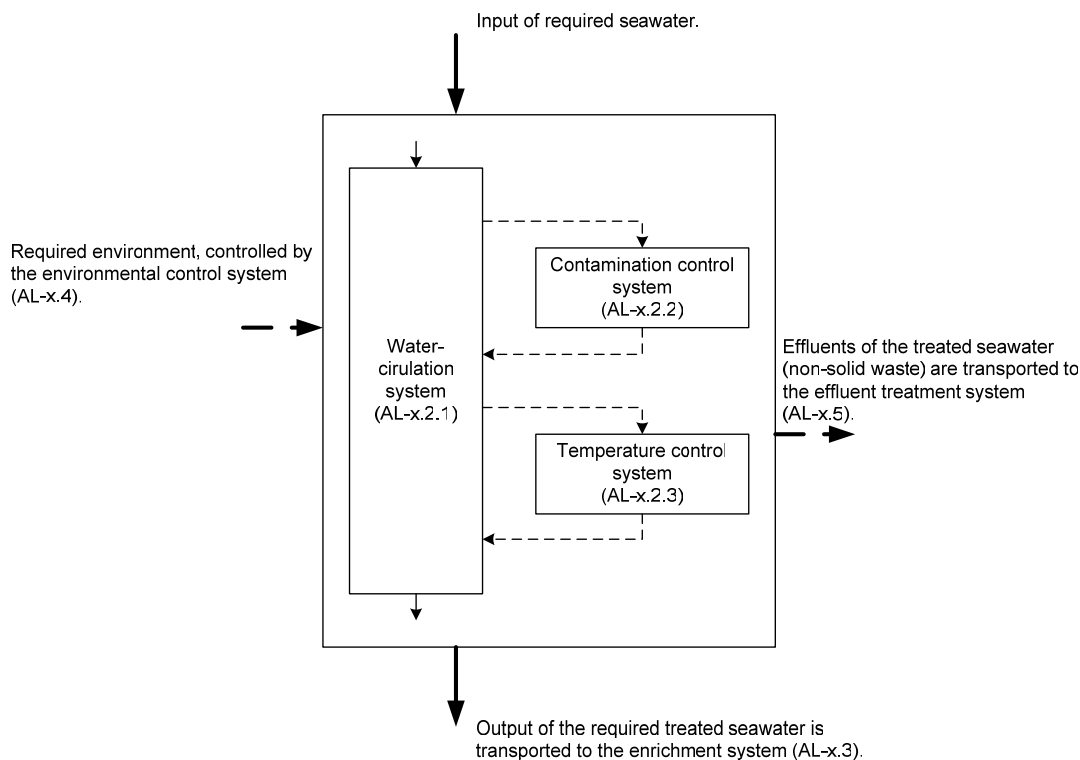 Input of required seawater.
Required environment, controlled by
the environmental control system
(AL-x.4).
Contamination control
system
(AL-x.2.2)
Water-
cirulation
system
(AL-x.2.1)
Effluents of the treated seawater
(non-solid waste) are transported to
the effluent treatment system
(AL-x.5).
Temperature control
system
(AL-x.2.3)
Output of the required treated seawater is
transported to the enrichment system (AL-x.3).